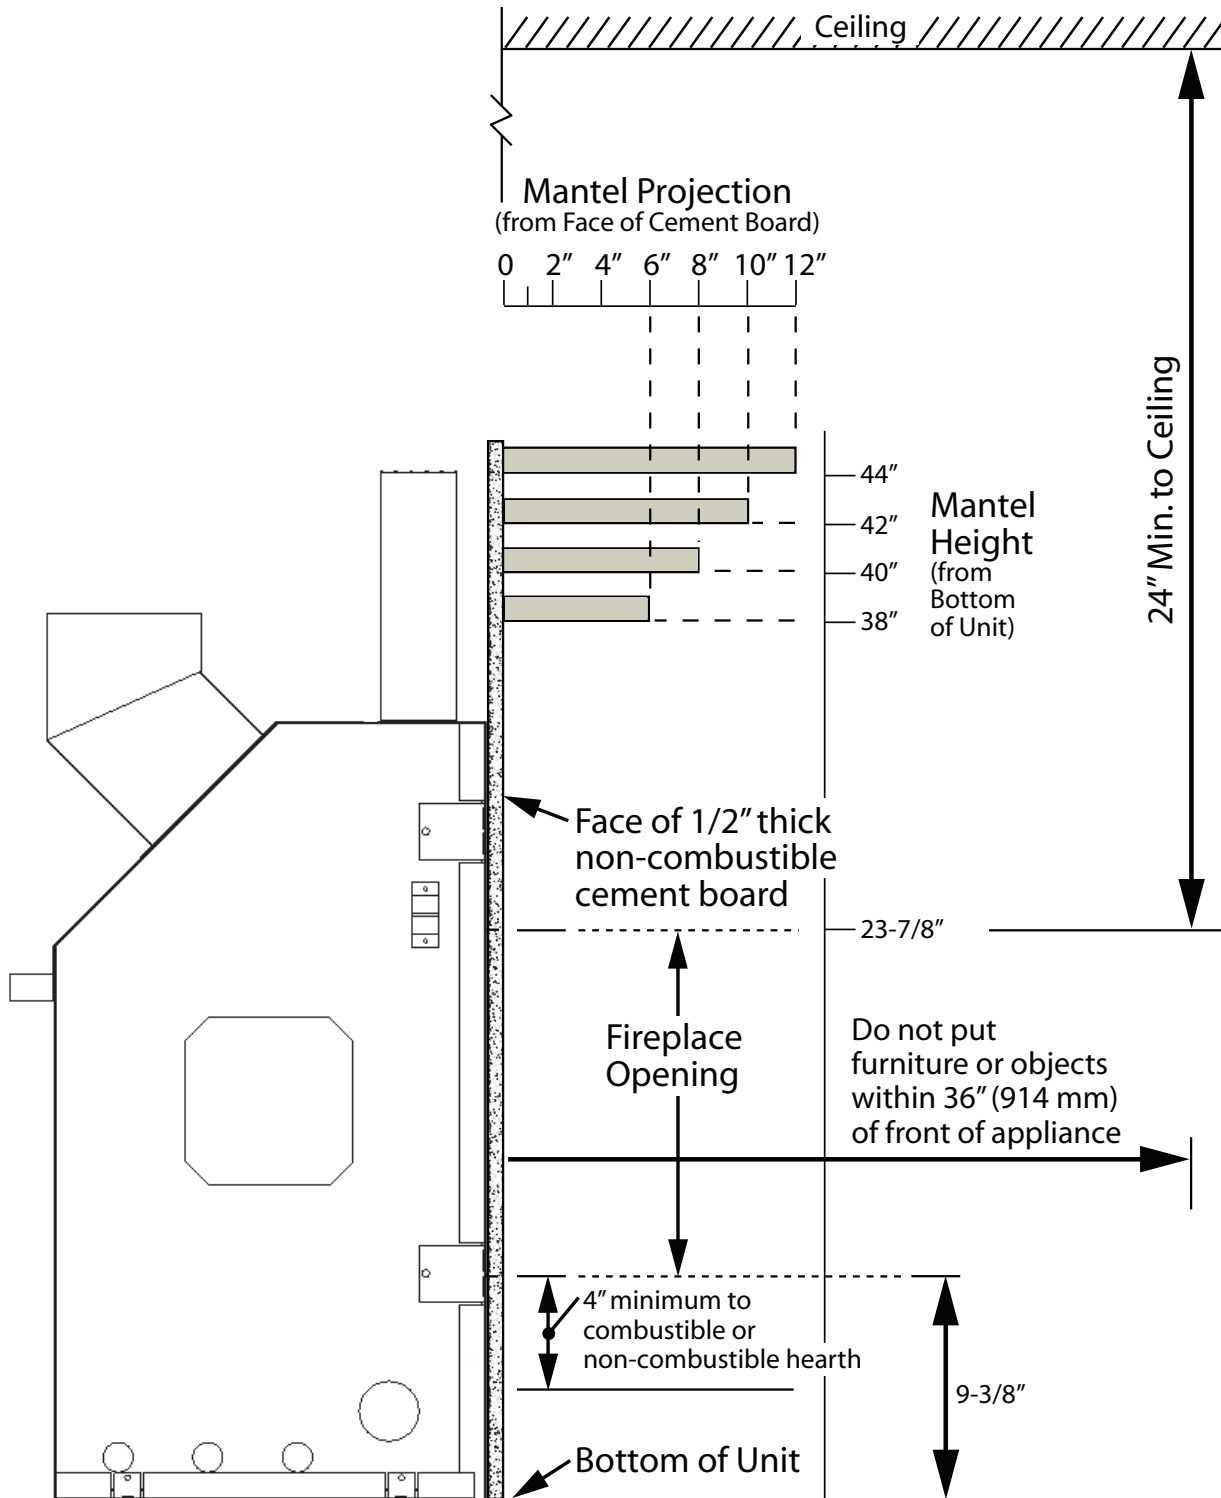 Ceiling
Mantel Projection
(from Face of Cement Board)
0 2” 4” 6” 8” 10” 12”
24” Min. to Ceiling
44”
42”
40”
38”
Mantel
Height
(from
Bottom
of Unit)
Face of 1/2” thick
non-combustible
cement board
23-7/8”
Fireplace
Opening
Do not put
furniture or objects
within 36” (914 mm)
of front of appliance
4” minimum to
combustible or
non-combustible hearth
9-3/8”
Bottom of Unit